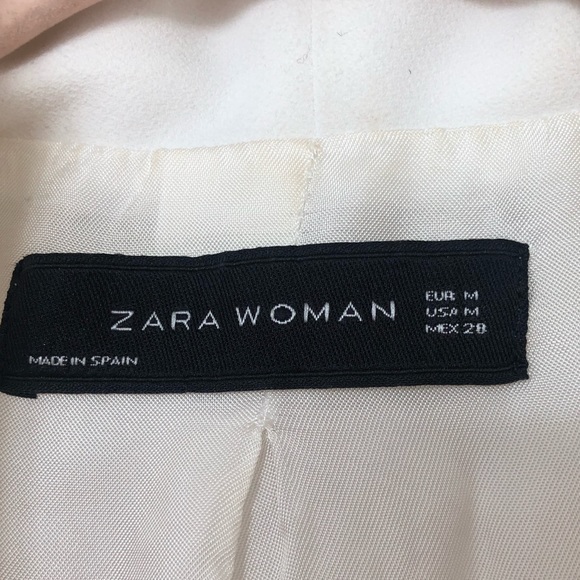 ZARA WOMAN
EUR M
USA M
MEX 28
MADE IN SPAIN